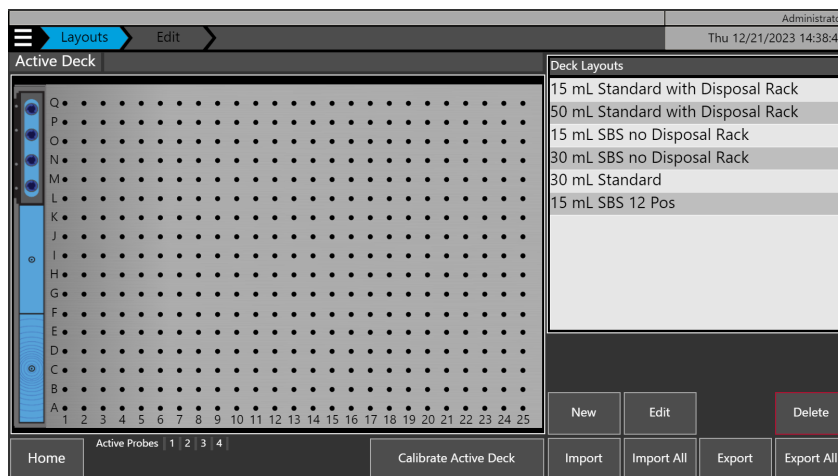 Administrato
Layouts Edit Thu 12/21/2023 14:38:4
Active Deck
Deck Layouts
15 mL Standard with Disposal Rack
50 mL Standard with Disposal Rack
15 mL SBS no Disposal Rack
30 mL SBS no Disposal Rack
30 mL Standard
15 mL SBS 12 Pos
Q
P
O
N
M
L
K
J
I
H
G
F
E
D
C
B
A
1 2 3 4 5 6 7 8 9 10 11 12 13 14 15 16 17 18 19 20 21 22 23 24 25
New Edit Delete
Home Active Probes 1 2 3 4 Calibrate Active Deck Import Import All Export Export All